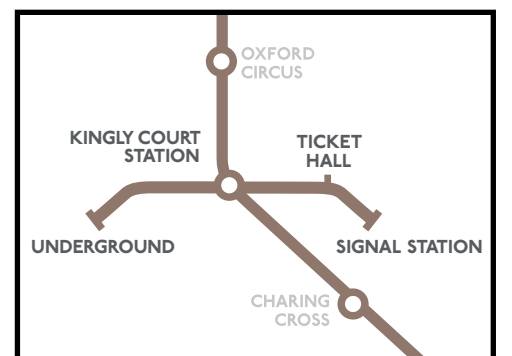 OXFORD
CIRCUS
KINGLY COURT
STATION
TICKET
HALL
UNDERGROUND
SIGNAL STATION
CHARING
CROSS